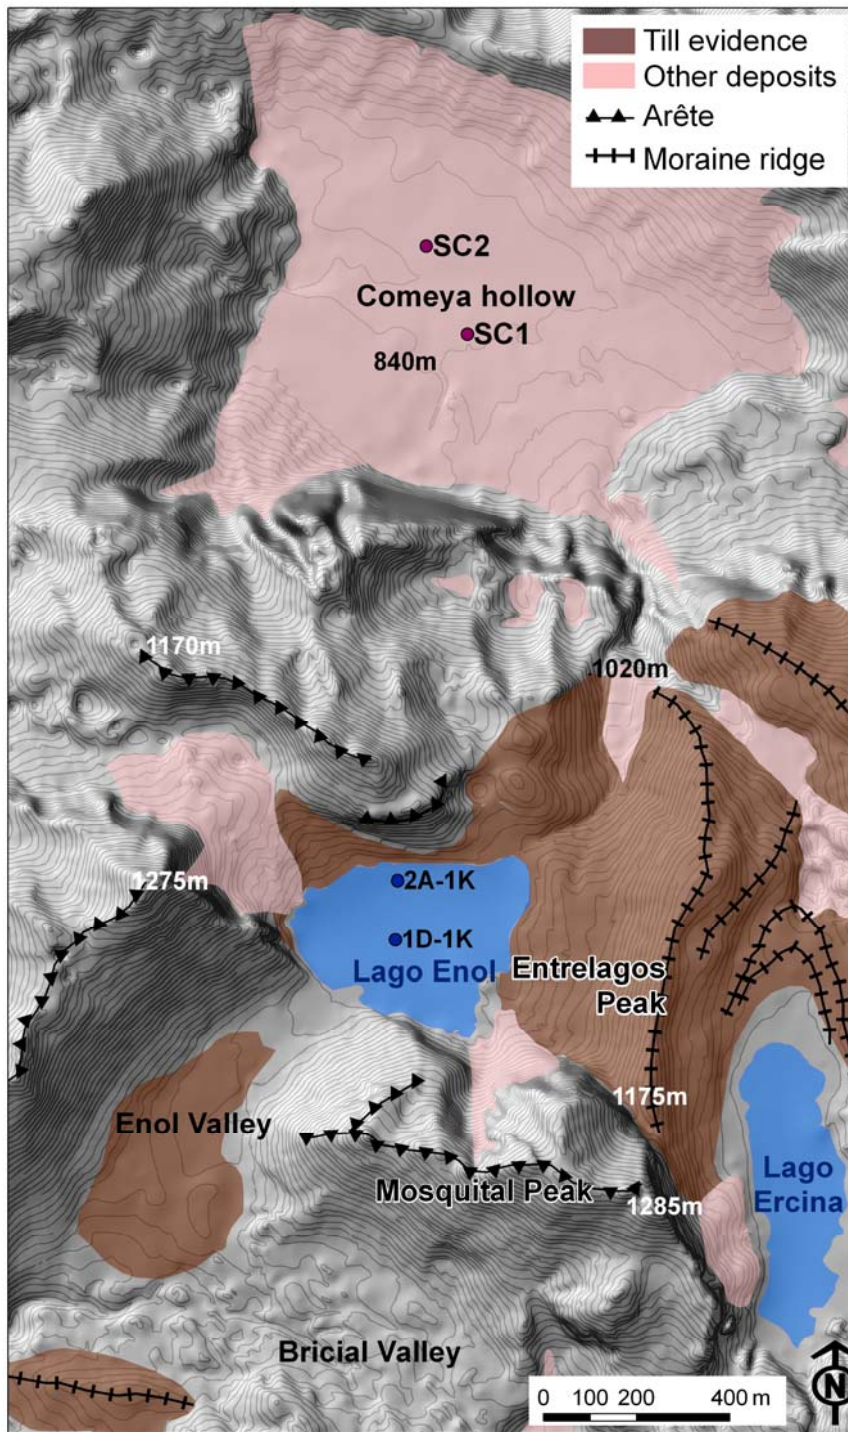 Till evidence
Other deposits
Arête
Moraine ridge
SC2
Comeya hollow
SC1
840m
1170m
1020m
1275m
2A-1K
1D-1K
Lago Enol
Entrelagos
Peak
1175m
Enol Valley
Mosquital Peak
1285m
Lago
Ercina
Bricial Valley
0 100 200 400 m
N